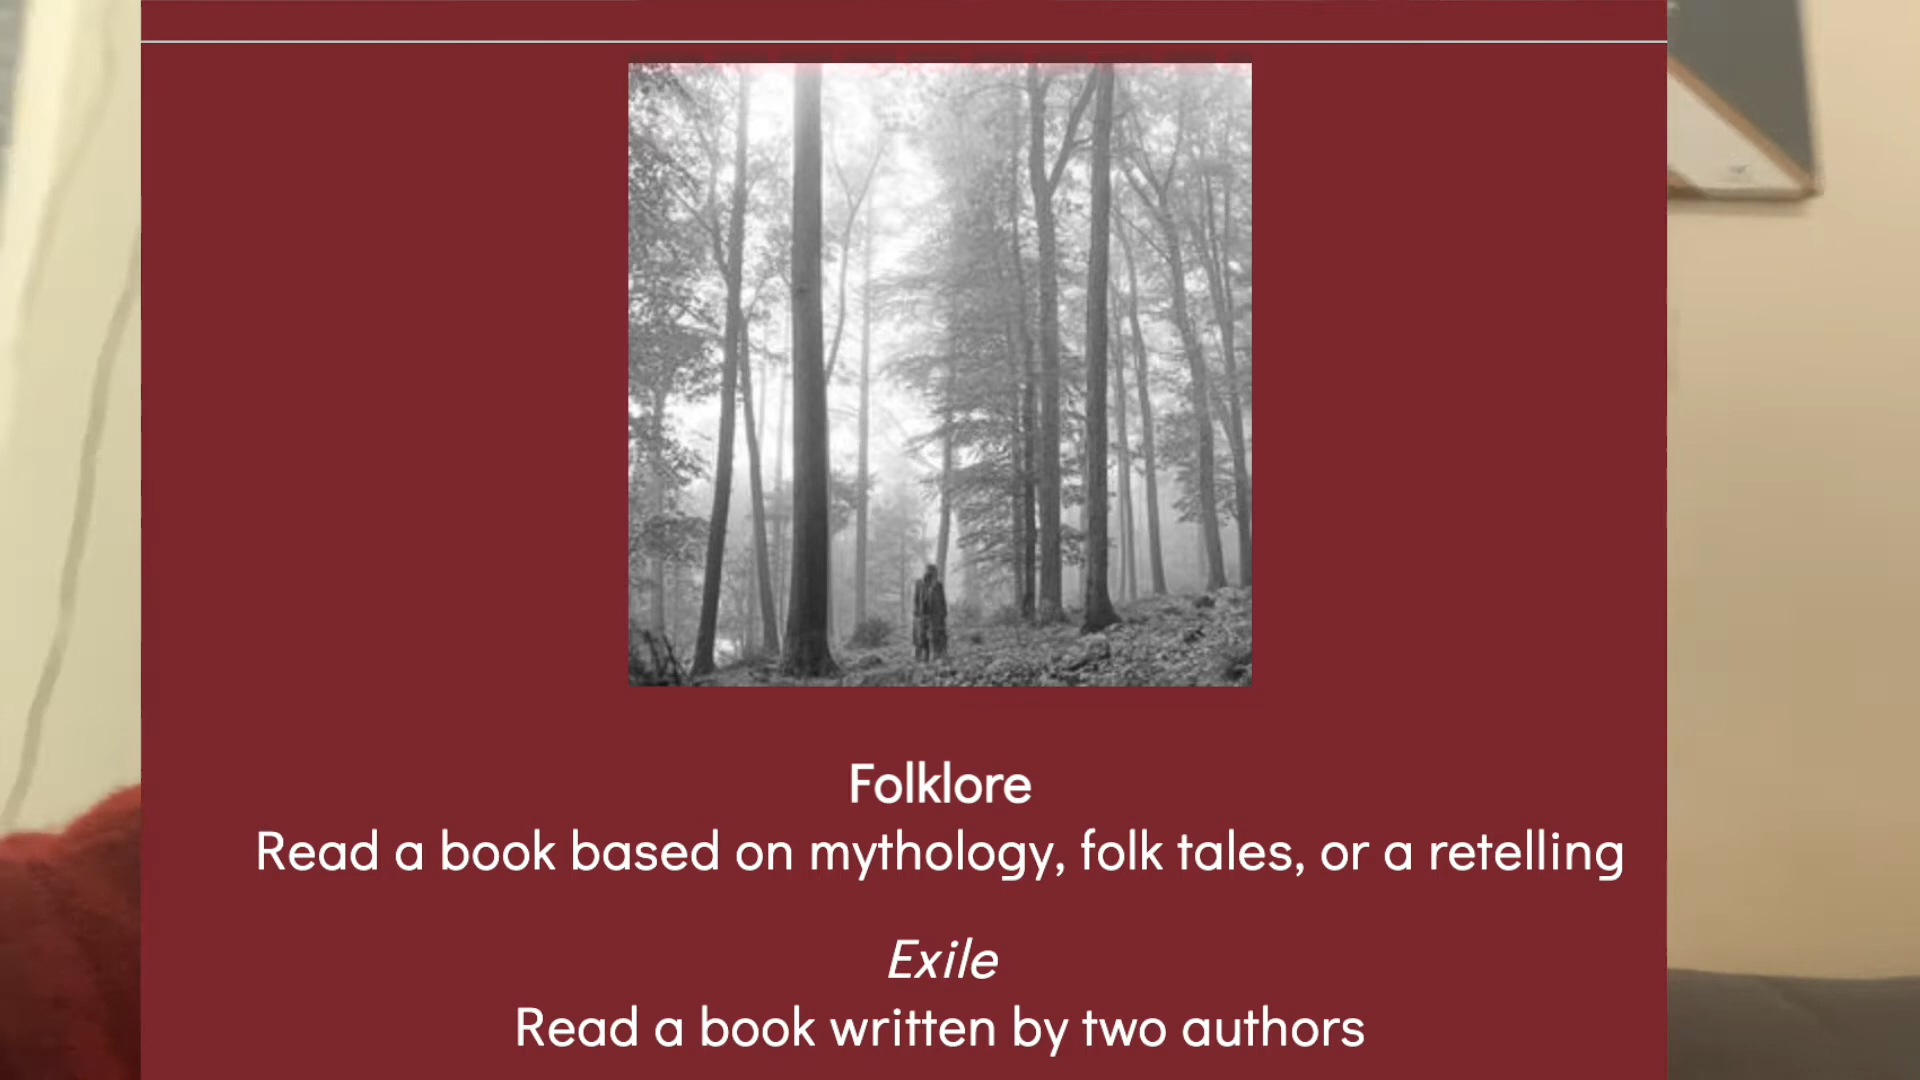 Folklore
Read a book based on mythology, folk tales, or a retelling
Exile
Read a book written by two authors